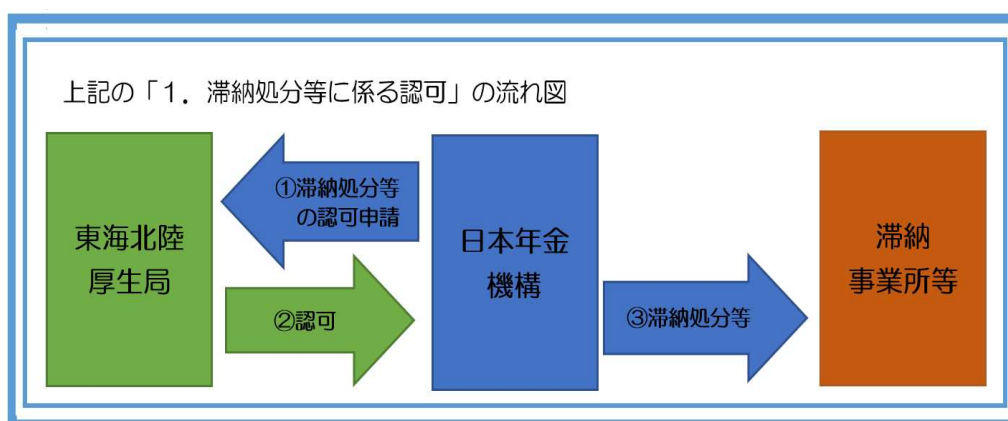 上記の「１．滞納処分等に係る認可」の流れ図
東海北陸
厚生局
①滞納処分等
の認可申請
②認可
日本年金
機構
③滞納処分等
滞納
事業所等